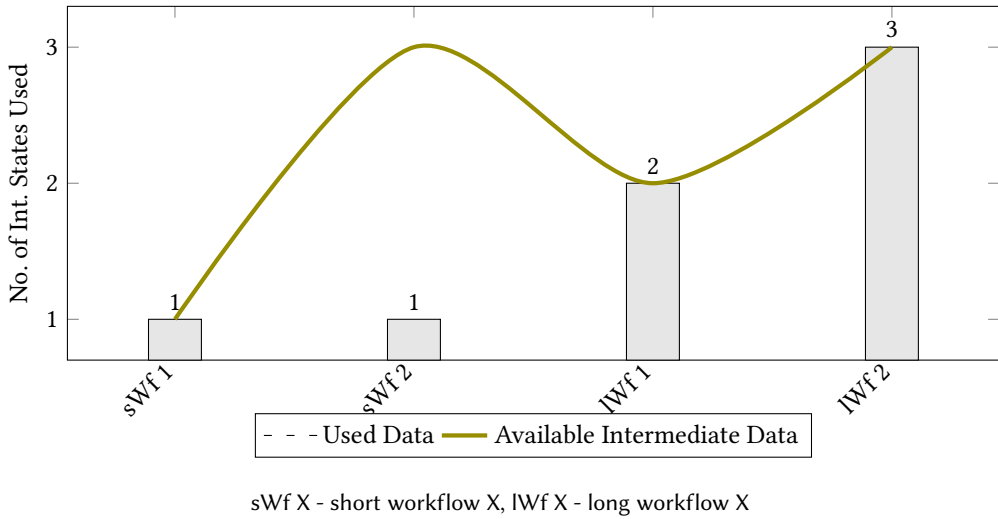 No. of Int. States Used
3
2
1
1
1
2
3
sWf 1
sWf 2
lWf 1
lWf 2
Used Data
Available Intermediate Data
sWf X - short workflow X, lWf X - long workflow X